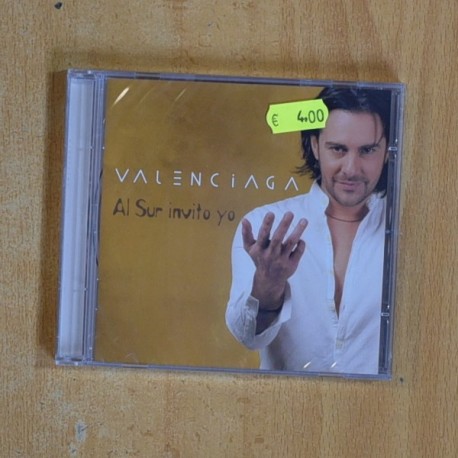 € 4.00
VALENCiAGA
Al Sur invito yo